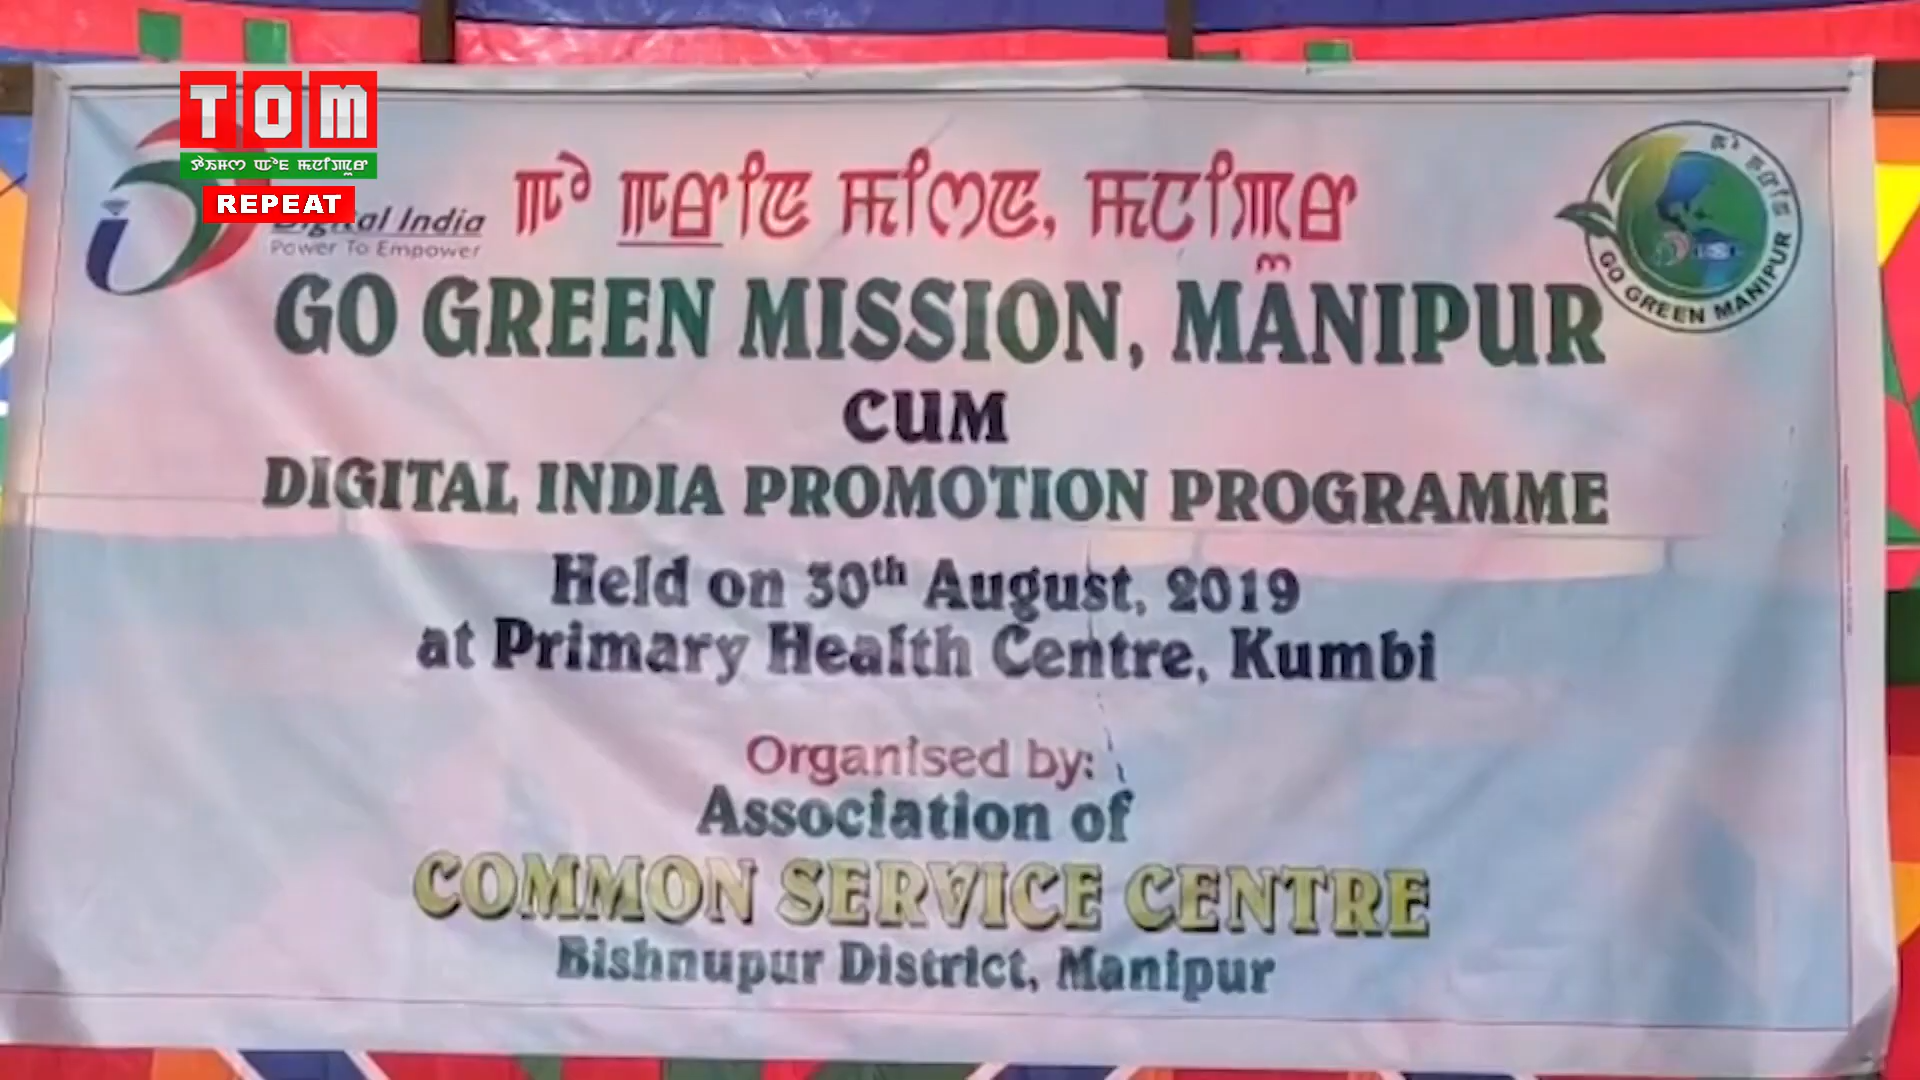 TOM
REPEAT
Digital India
Power To Empower
ꯒꯣ ꯒ꯭ꯔꯤꯟ ꯃꯤꯁꯟ, ꯃꯅꯤꯄꯨꯔ
GO GREEN MISSION, MANIPUR
CUM
DIGITAL INDIA PROMOTION PROGRAMME
Held on 30th August, 2019
at Primary Health Centre, Kumbi
Organised by:
Association of
COMMON SERVICE CENTRE
Bishnupur District, Manipur
GO GREEN MANIPUR